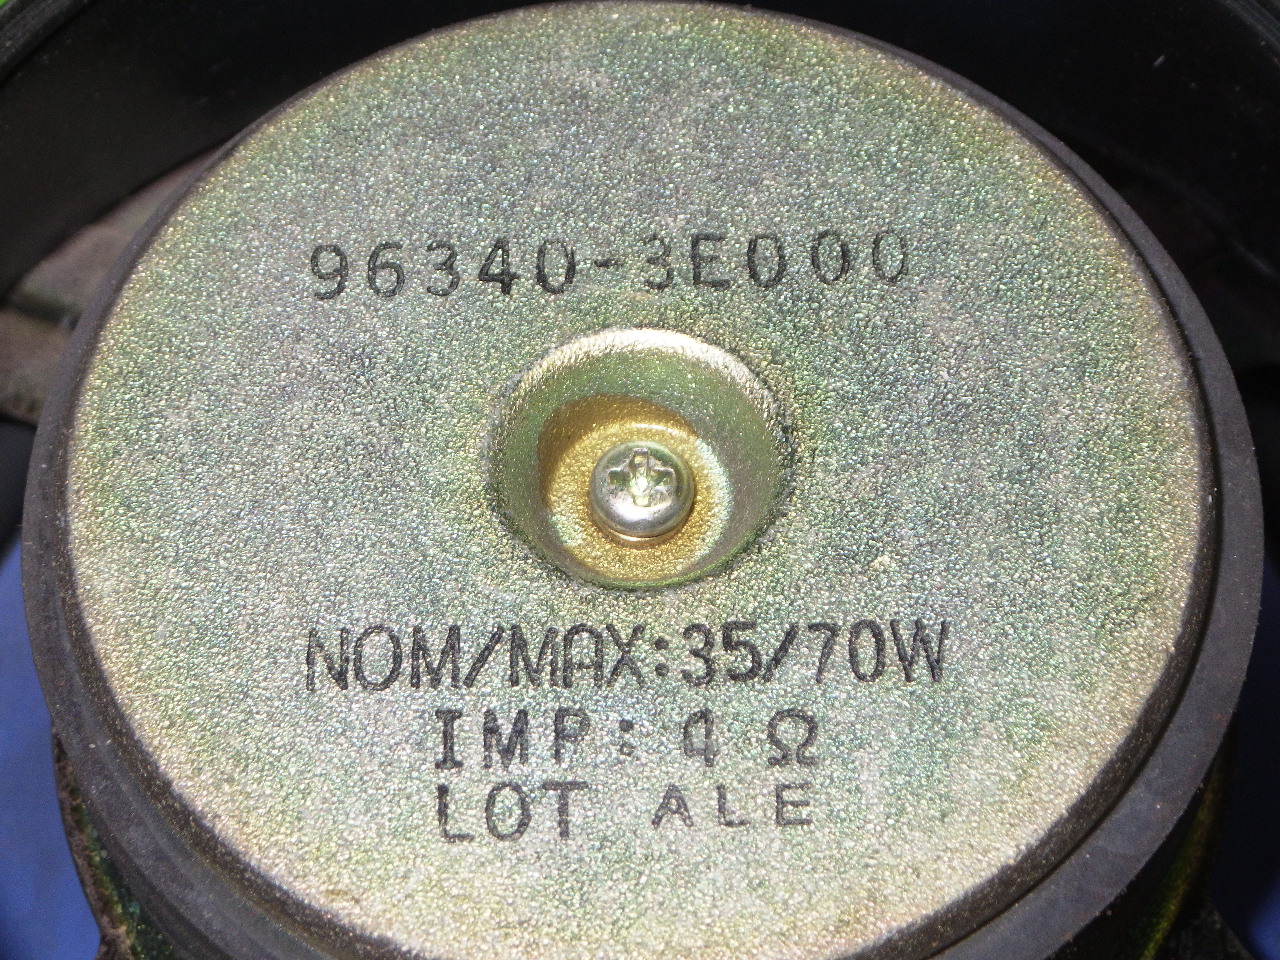 96340-3E000
NOM/MAX:35/70W
IMP: 4 Ω
LOT ALE